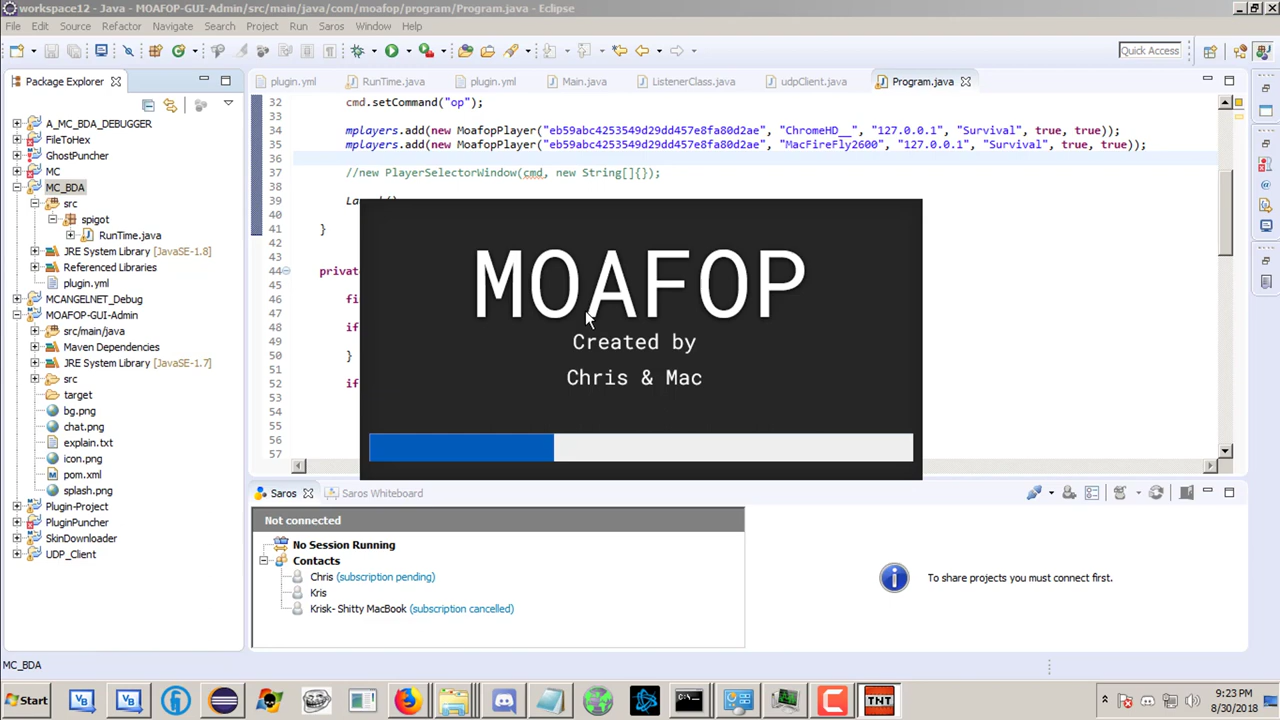 workspace12 - Java - MOAFOP-GUI-Admin/src/main/java/com/moafop/program/Program.java - Eclipse
File Edit Source Refactor Navigate Search Project Run Saros Window Help
Quick Access
Package Explorer
plugin.yml RunTime.java plugin.yml Main.java ListenerClass.java udpClient.java Program.java
A_MC_BDA_DEBUGGER
FileToHex
GhostPuncher
MC
MC_BDA
src
spigot
RunTime.java
JRE System Library [JavaSE-1.8]
Referenced Libraries
plugin.yml
MCANGELNET_Debug
MOAFOP-GUI-Admin
src/main/java
Maven Dependencies
JRE System Library [JavaSE-1.7]
src
target
bg.png
chat.png
explain.txt
icon.png
pom.xml
splash.png
Plugin-Project
PluginPuncher
SkinDownloader
UDP_Client
32 cmd.setCommand("op");
33
34 mplayers.add(new MoafopPlayer("eb59abc4253549d29dd457e8fa80d2ae", "ChromeHD__", "127.0.0.1", "Survival", true, true));
35 mplayers.add(new MoafopPlayer("eb59abc4253549d29dd457e8fa80d2ae", "MacFireFly2600", "127.0.0.1", "Survival", true, true));
36
37 //new PlayerSelectorWindow(cmd, new String[]{});
38
39
40
41 }
42
43
44 privat
45
46 fi
47
48 if
49
50 }
51
52 if
53
54
55
56
57
MOAFOP
Created by
Chris & Mac
Saros Saros Whiteboard
Not connected
No Session Running
Contacts
Chris (subscription pending)
Kris
Krisk- Shitty MacBook (subscription cancelled)
To share projects you must connect first.
MC_BDA
Start
TNT
9:23 PM
8/30/2018